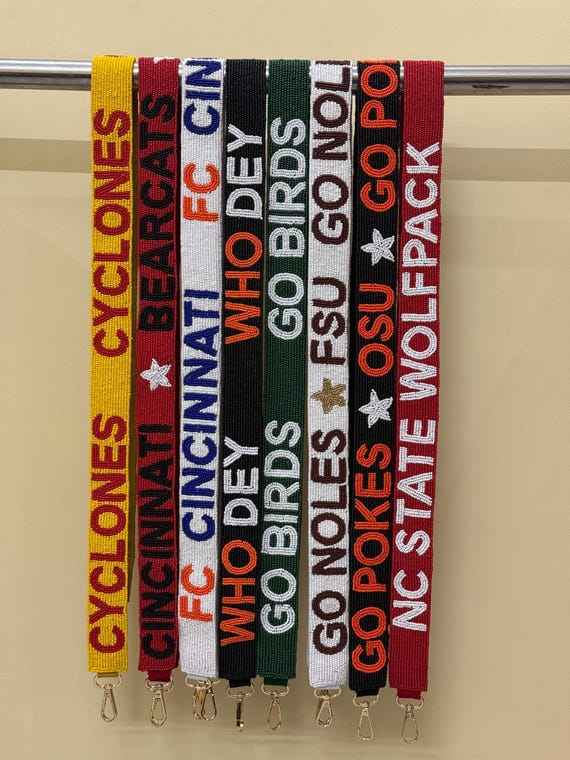 CYCLONES CYCLONES
CINCINNATI BEARCATS
FC CINCINNATI FC CIN
WHO DEY WHO DEY
GO BIRDS GO BIRDS
GO NOLES FSU GO NOL
GO POKES OSU GO PO
NC STATE WOLFPACK